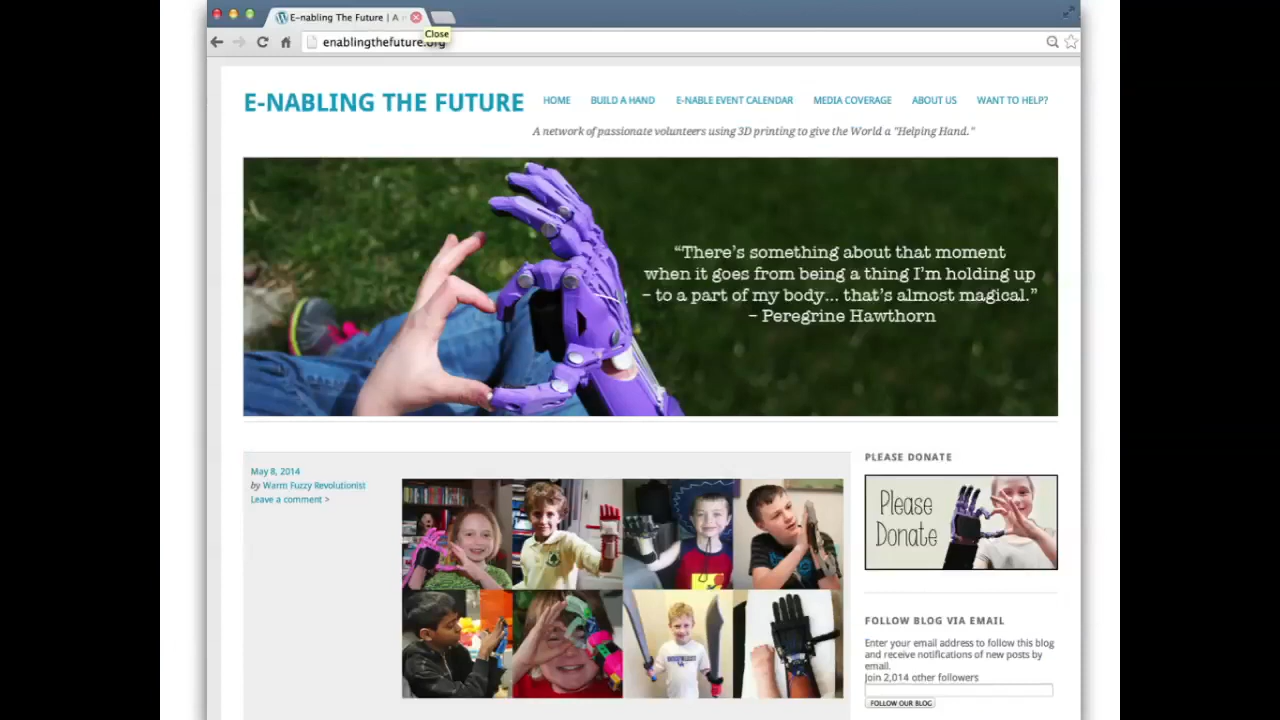 E-nabling The Future | A
Close
enablingthefuture.org
E-NABLING THE FUTURE
HOME BUILD A HAND E-NABLE EVENT CALENDAR MEDIA COVERAGE ABOUT US WANT TO HELP?
A network of passionate volunteers using 3D printing to give the World a "Helping Hand."
“There’s something about that moment
when it goes from being a thing I’m holding up
– to a part of my body... that’s almost magical.”
– Peregrine Hawthorn
May 8, 2014
by Warm Fuzzy Revolutionist
Leave a comment >
PLEASE DONATE
Please
Donate
FOLLOW BLOG VIA EMAIL
Enter your email address to follow this blog
and receive notifications of new posts by
email.
Join 2,014 other followers
FOLLOW OUR BLOG